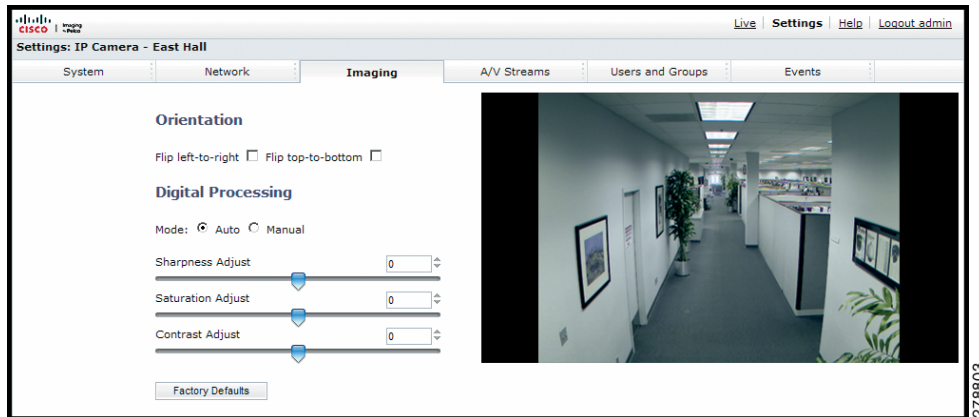 CISCO
Imaging
by Pelco
Live Settings Help Logout admin
Settings: IP Camera - East Hall
System Network Imaging A/V Streams Users and Groups Events
Orientation
Flip left-to-right Flip top-to-bottom
Digital Processing
Mode: Auto Manual
Sharpness Adjust 0
Saturation Adjust 0
Contrast Adjust 0
Factory Defaults